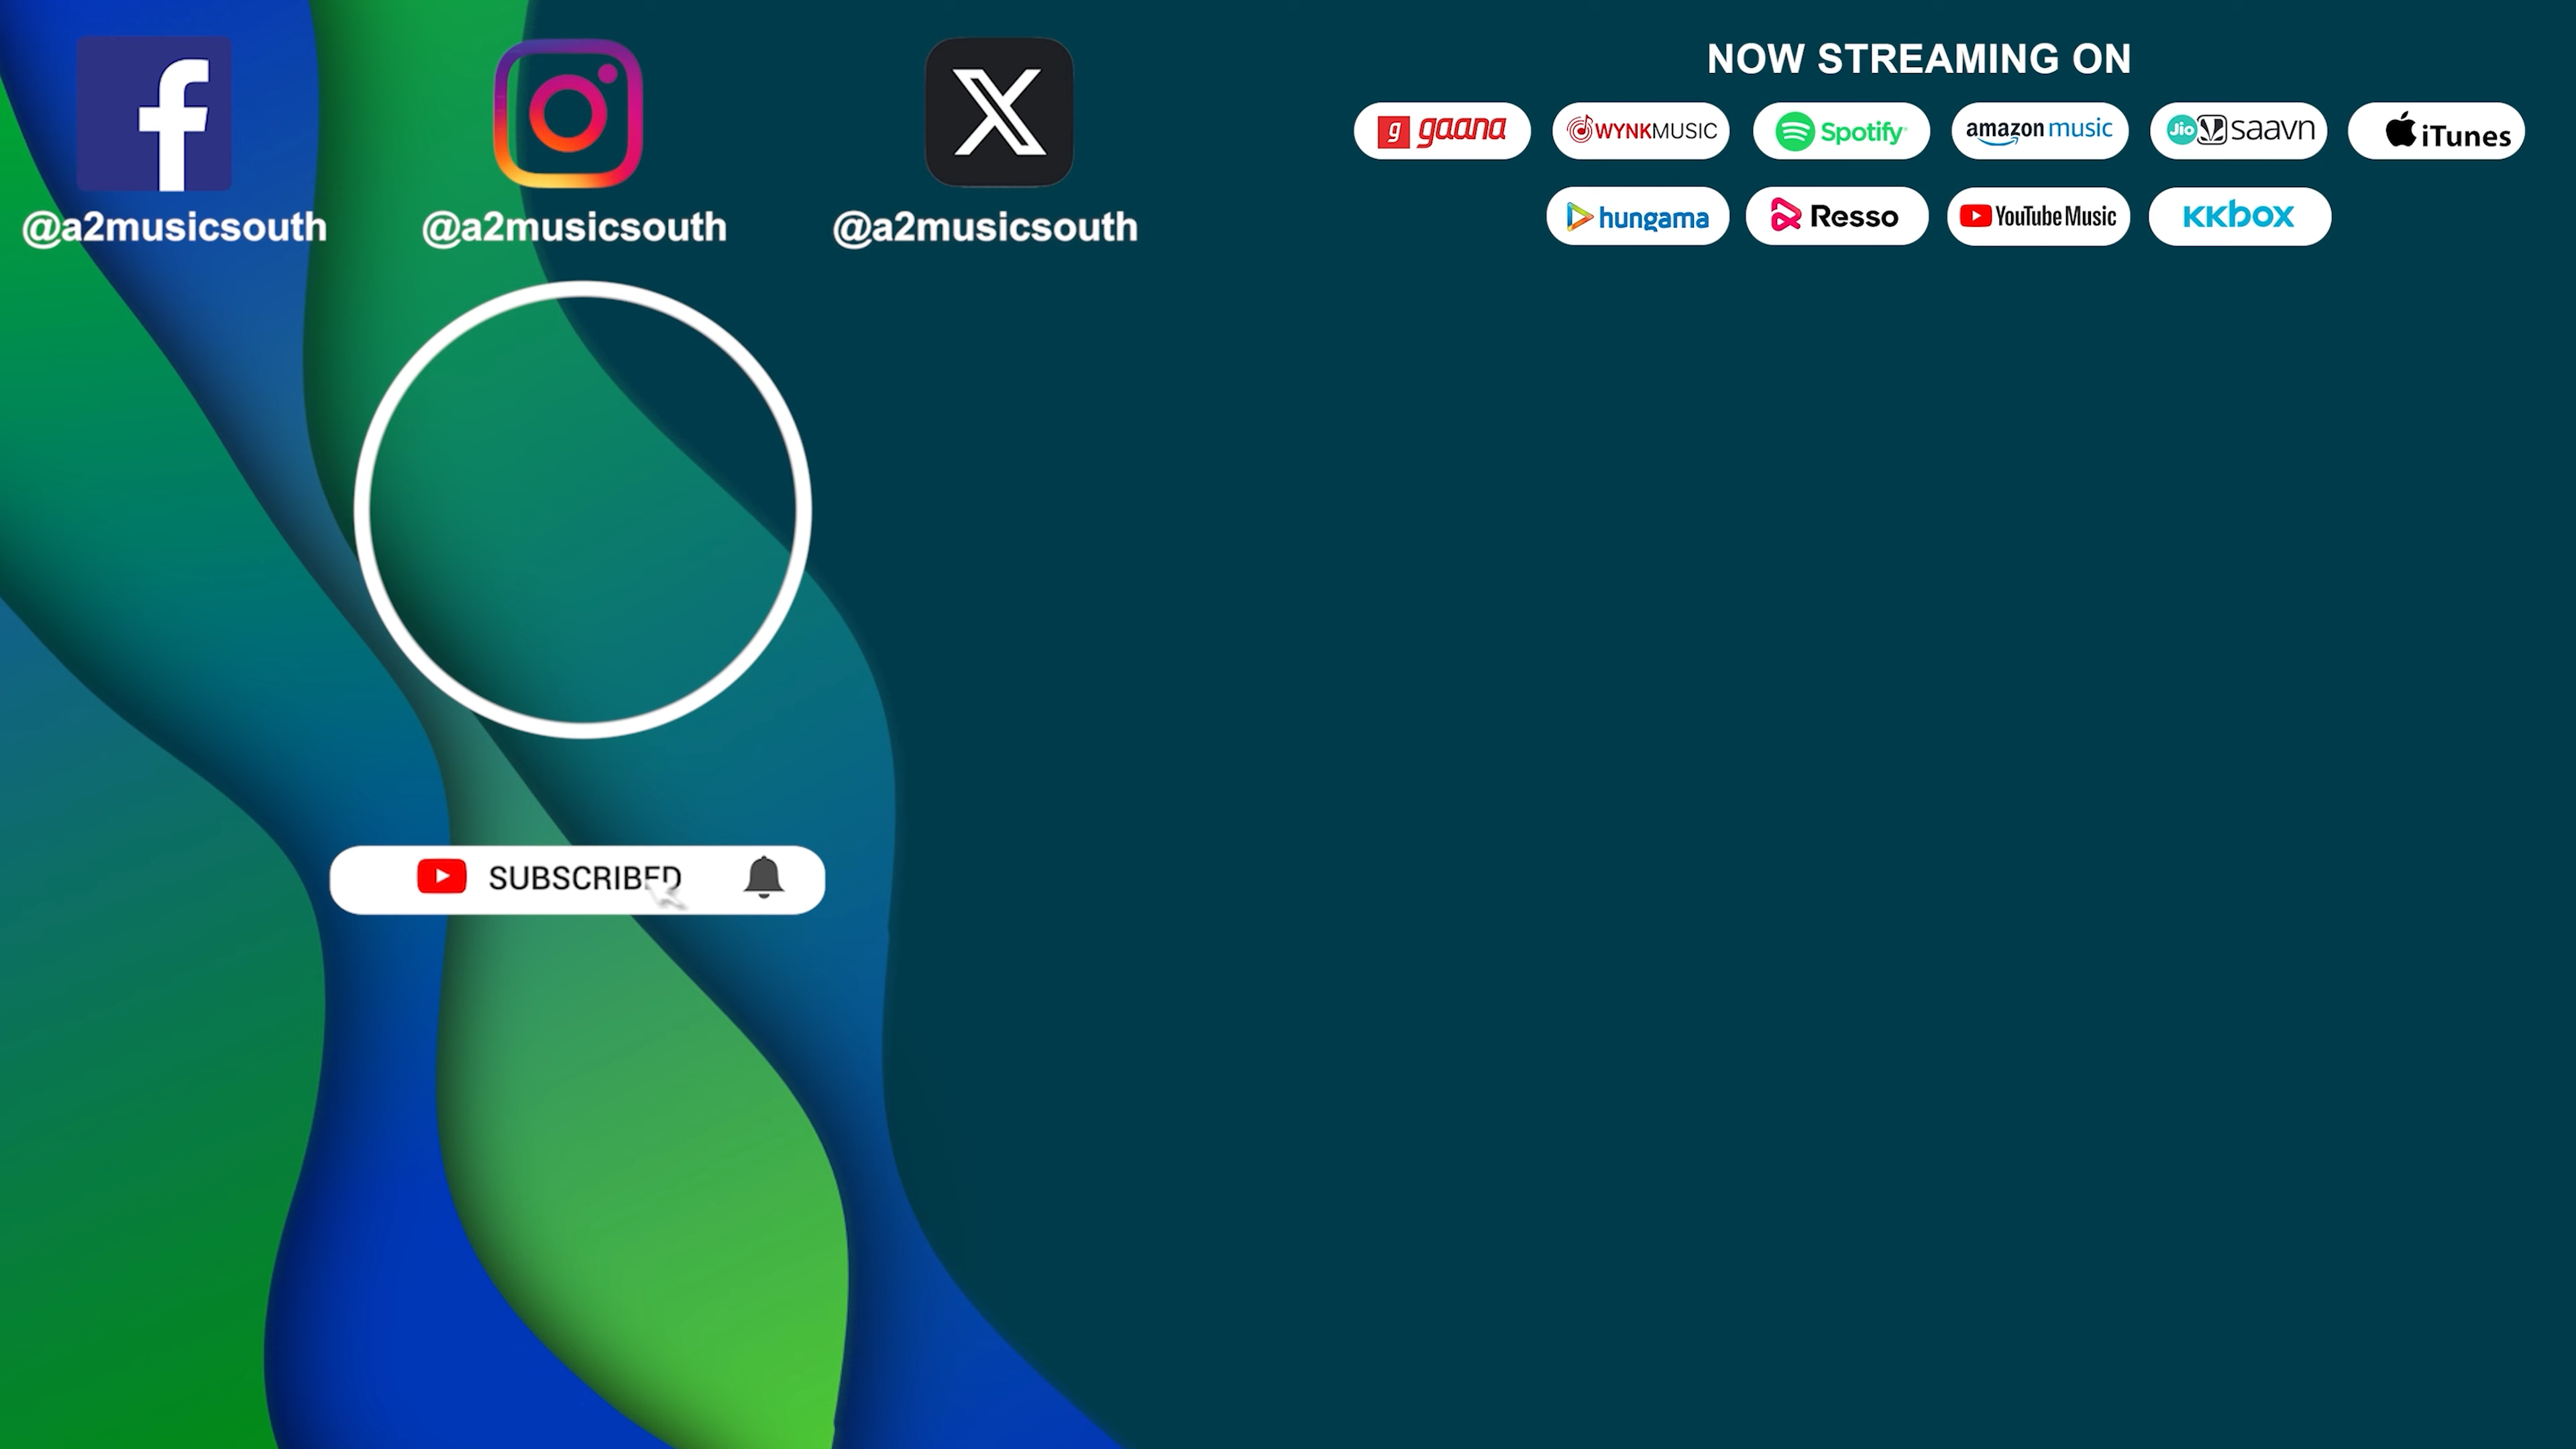 NOW STREAMING ON
gaana WYNKMUSIC Spotify amazon music Jio saavn iTunes
hungama Resso YouTube Music KKBOX
@a2musicsouth @a2musicsouth @a2musicsouth
SUBSCRIBED